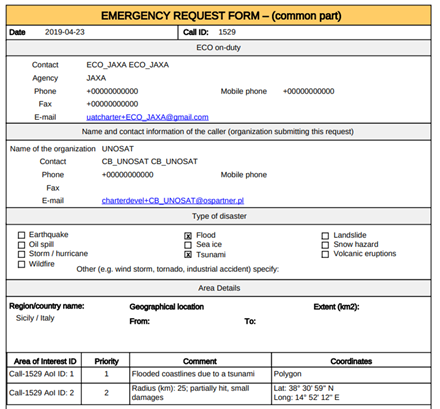 EMERGENCY REQUEST FORM – (common part)
Date 2019-04-23 Call ID: 1529
ECO on-duty
Contact ECO_JAXA ECO_JAXA
Agency JAXA
Phone +00000000000 Mobile phone +00000000000
Fax +00000000000
E-mail uatcharter+ECO_JAXA@gmail.com
Name and contact information of the caller (organization submitting this request)
Name of the organization UNOSAT
Contact CB_UNOSAT CB_UNOSAT
Phone +00000000000 Mobile phone
Fax
E-mail charterdevel+CB_UNOSAT@ospartner.pl
Type of disaster
Earthquake x Flood Landslide
Oil spill Sea ice Snow hazard
Storm / hurricane x Tsunami Volcanic eruptions
Wildfire
Other (e.g. wind storm, tornado, industrial accident) specify:
Area Details
Region/country name: Geographical location Extent (km2):
Sicily / Italy From: To:
Area of Interest ID Priority Comment Coordinates
Call-1529 AoI ID: 1 1 Flooded coastlines due to a tsunami Polygon
Call-1529 AoI ID: 2 2 Radius (km): 25; partially hit, small damages Lat: 38° 30' 59" N
Long: 14° 52' 12" E